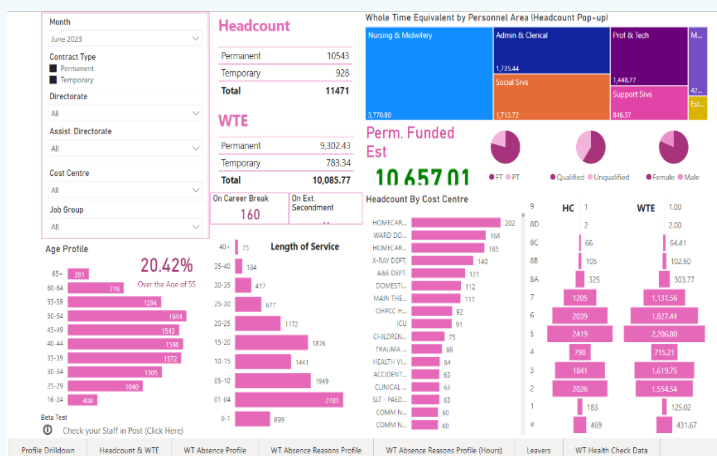 Month
June 2023
Contract Type
Permanent
Temporary
Directorate
All
Assist. Directorate
All
Cost Centre
All
Job Group
All
Headcount
Permanent 10543
Temporary 928
Total 11471
WTE
Permanent 9,302.43
Temporary 783.34
Total 10,085.77
On Career Break
160
On Ext. Secondment
Whole Time Equivalent by Personnel Area (Headcount Pop-up)
Nursing & Midwifery
3,770.80
Admin & Clerical
1,735.44
Social Srvs
1,713.72
Prof & Tech
1,448.77
Support Srvs
846.37
M...
42...
Est...
Perm. Funded Est
10,657.01
FT PT
Qualified Unqualified
Female Male
Age Profile
20.42%
Over the Age of 55
65+ 291
60-64 776
55-59 1284
50-54 1644
45-49 1542
40-44 1598
35-39 1572
30-34 1305
25-29 1040
16-24 408
Length of Service
40+ 75
35-40 184
30-35 417
25-30 677
20-25 1172
15-20 1876
10-15 1441
05-10 1949
01-04 2781
0-1 899
Headcount By Cost Centre
HOMECAR... 202
WARD DO... 168
HOMECAR... 165
X-RAY DEPT. 140
A&E DEPT. 121
DOMESTI... 112
MAIN THE... 111
OHPCC H... 92
ICU 91
CHILDREN... 75
TRAUMA ... 69
HEALTH VI... 64
ACCIDENT... 63
CLINICAL ... 63
SLT - PAED... 63
COMM N... 60
COMM N... 60
HC WTE
9 1 1.00
8D 2 2.00
8C 66 64.41
8B 105 102.60
8A 325 303.77
7 1205 1,131.56
6 2039 1,827.44
5 2419 2,206.80
4 790 715.21
3 1841 1,619.75
2 2026 1,554.54
1 183 125.02
# 469 431.67
Beta Test
Check your Staff in Post (Click Here)
Profile Drilldown
Headcount & WTE
WT Absence Profile
WT Absence Reasons Profile
WT Absence Reasons Profile (Hours)
Leavers
WT Health Check Data